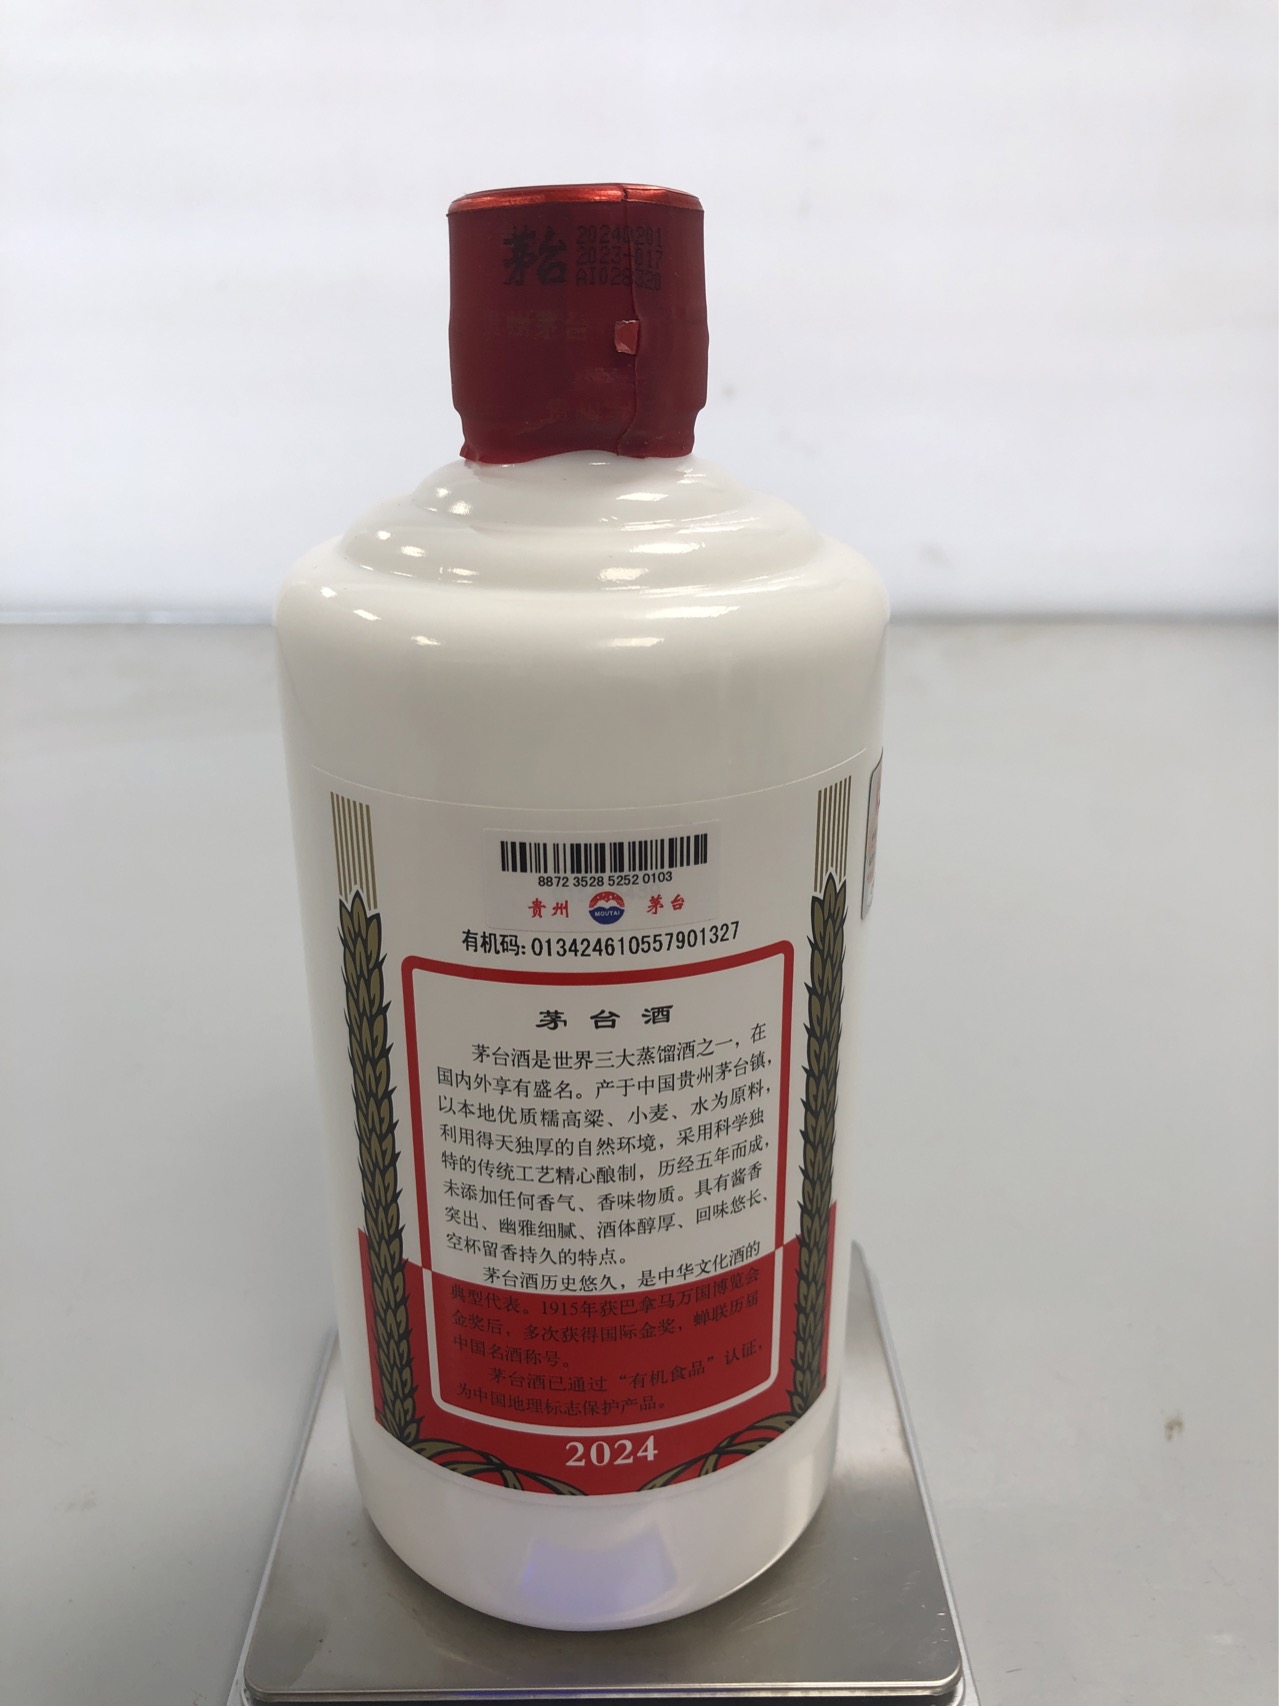 茅台
20240201
2023-017
AI028320
8872 3528 5252 0103
贵州
MOUTAI
茅台
有机码:013424610557901327
茅台酒
茅台酒是世界三大蒸馏酒之一，在
国内外享有盛名。产于中国贵州茅台镇，
以本地优质糯高粱、小麦、水为原料，
利用得天独厚的自然环境，采用科学独
特的传统工艺精心酿制，历经五年而成，
未添加任何香气、香味物质。具有酱香
突出、幽雅细腻、酒体醇厚、回味悠长、
空杯留香持久的特点。
茅台酒历史悠久，是中华文化酒的
典型代表。1915年获巴拿马万国博览会
金奖后，多次获得国际金奖，蝉联历届
中国名酒称号。
茅台酒已通过“有机食品”认证，
为中国地理标志保护产品。
2024